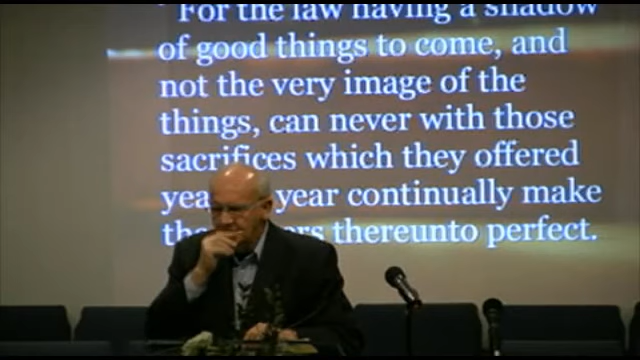 For the law having a shadow
of good things to come, and
not the very image of the
things, can never with those
sacrifices which they offered
year continually make
thereunto perfect.